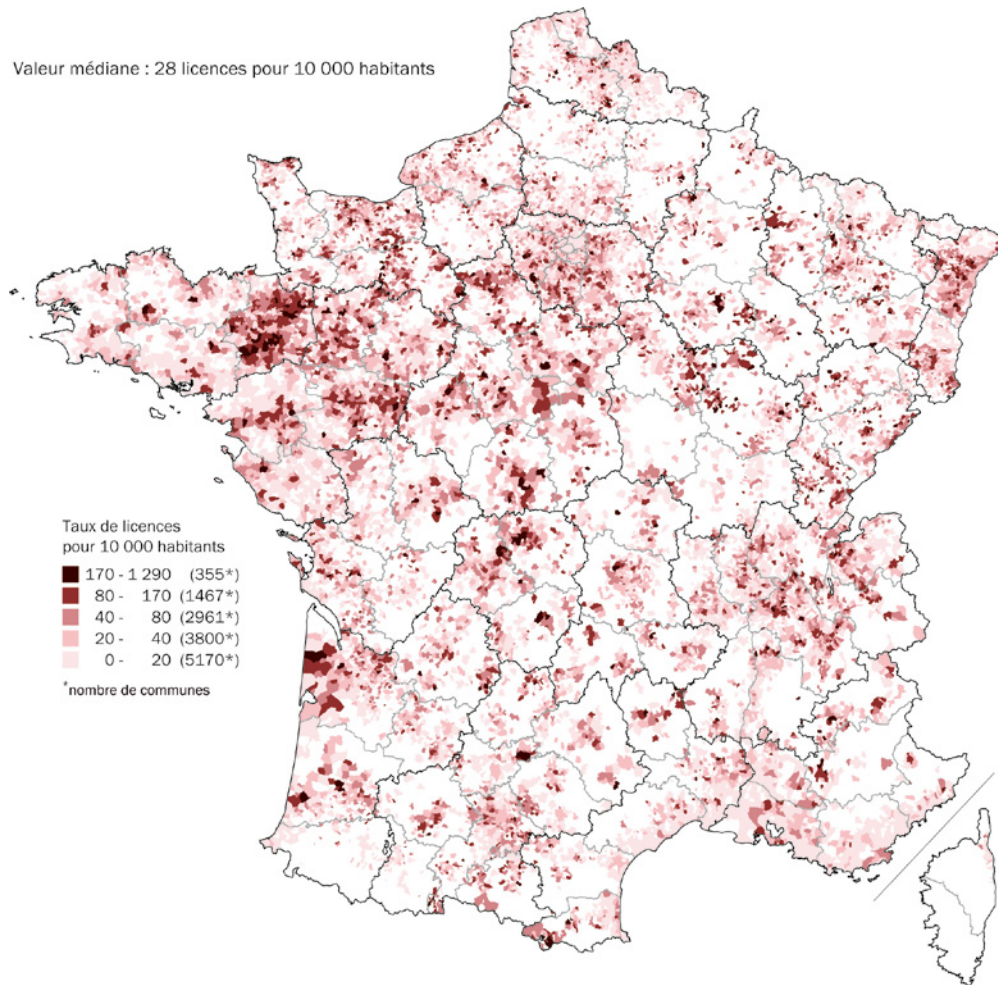 Valeur médiane : 28 licences pour 10 000 habitants
Taux de licences
pour 10 000 habitants
170 - 1 290 (355*)
80 - 170 (1467*)
40 - 80 (2961*)
20 - 40 (3800*)
0 - 20 (5170*)
*nombre de communes